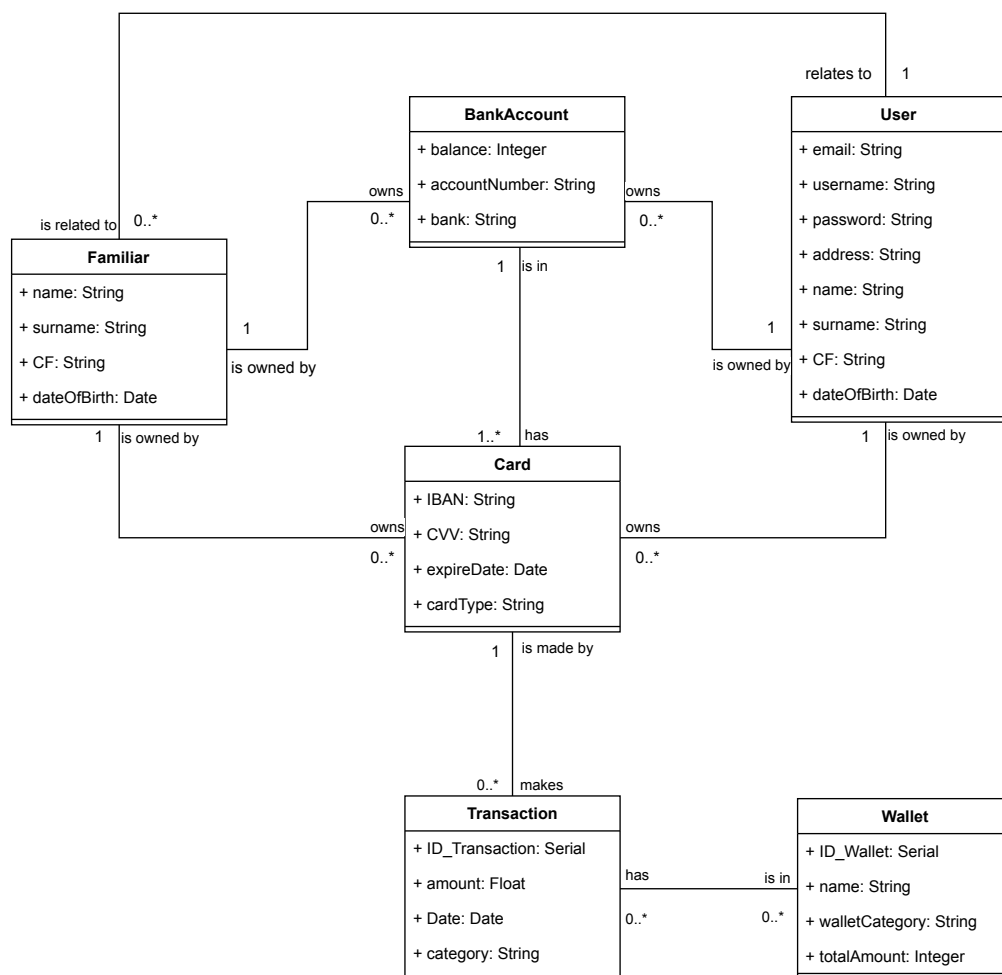 relates to
1
BankAccount
+ balance: Integer
+ accountNumber: String
+ bank: String
User
+ email: String
+ username: String
+ password: String
+ address: String
+ name: String
+ surname: String
+ CF: String
+ dateOfBirth: Date
owns
0..*
owns
0..*
is related to
0..*
Familiar
+ name: String
+ surname: String
+ CF: String
+ dateOfBirth: Date
1
is owned by
1
is owned by
1
is in
1
is owned by
1
is owned by
1..*
has
Card
+ IBAN: String
+ CVV: String
+ expireDate: Date
+ cardType: String
owns
0..*
owns
0..*
1
is made by
0..*
makes
Transaction
+ ID_Transaction: Serial
+ amount: Float
+ Date: Date
+ category: String
has
0..*
is in
0..*
Wallet
+ ID_Wallet: Serial
+ name: String
+ walletCategory: String
+ totalAmount: Integer